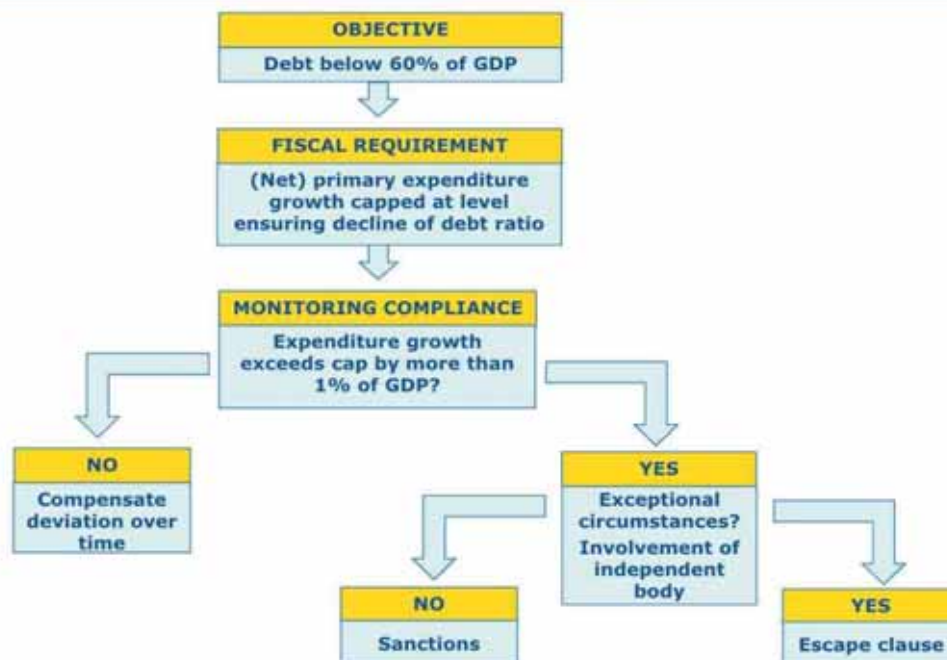 OBJECTIVE
Debt below 60% of GDP
FISCAL REQUIREMENT
(Net) primary expenditure
growth capped at level
ensuring decline of debt ratio
MONITORING COMPLIANCE
Expenditure growth
exceeds cap by more than
1% of GDP?
NO
Compensate
deviation over
time
YES
Exceptional
circumstances?
Involvement of
independent
body
NO
Sanctions
YES
Escape clause